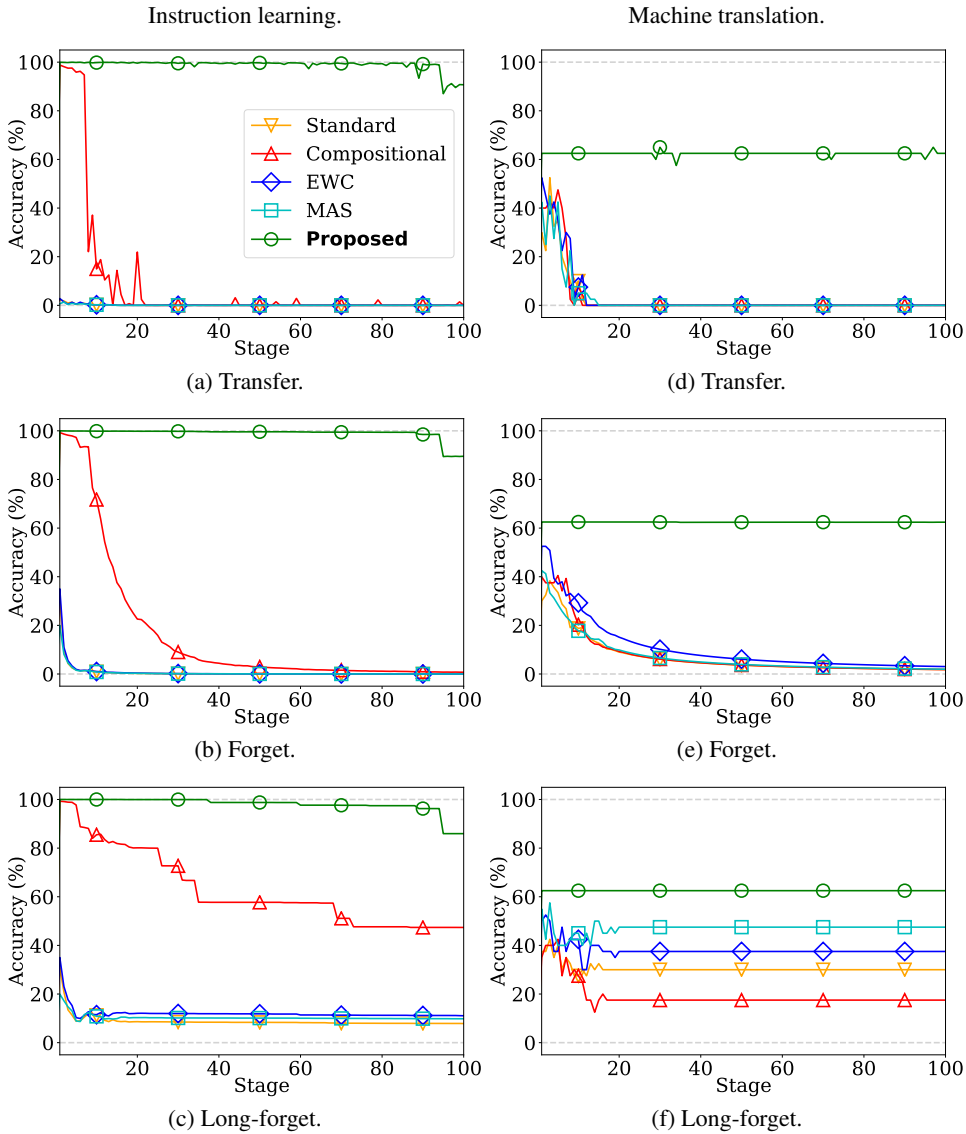 Instruction learning.
Machine translation.
100
80
60
40
20
0
Accuracy (%)
Standard
Compositional
EWC
MAS
Proposed
20 40 60 80 100
Stage
(a) Transfer.
100
80
60
40
20
0
Accuracy (%)
20 40 60 80 100
Stage
(d) Transfer.
100
80
60
40
20
0
Accuracy (%)
20 40 60 80 100
Stage
(b) Forget.
100
80
60
40
20
0
Accuracy (%)
20 40 60 80 100
Stage
(e) Forget.
100
80
60
40
20
0
Accuracy (%)
20 40 60 80 100
Stage
(c) Long-forget.
100
80
60
40
20
0
Accuracy (%)
20 40 60 80 100
Stage
(f) Long-forget.